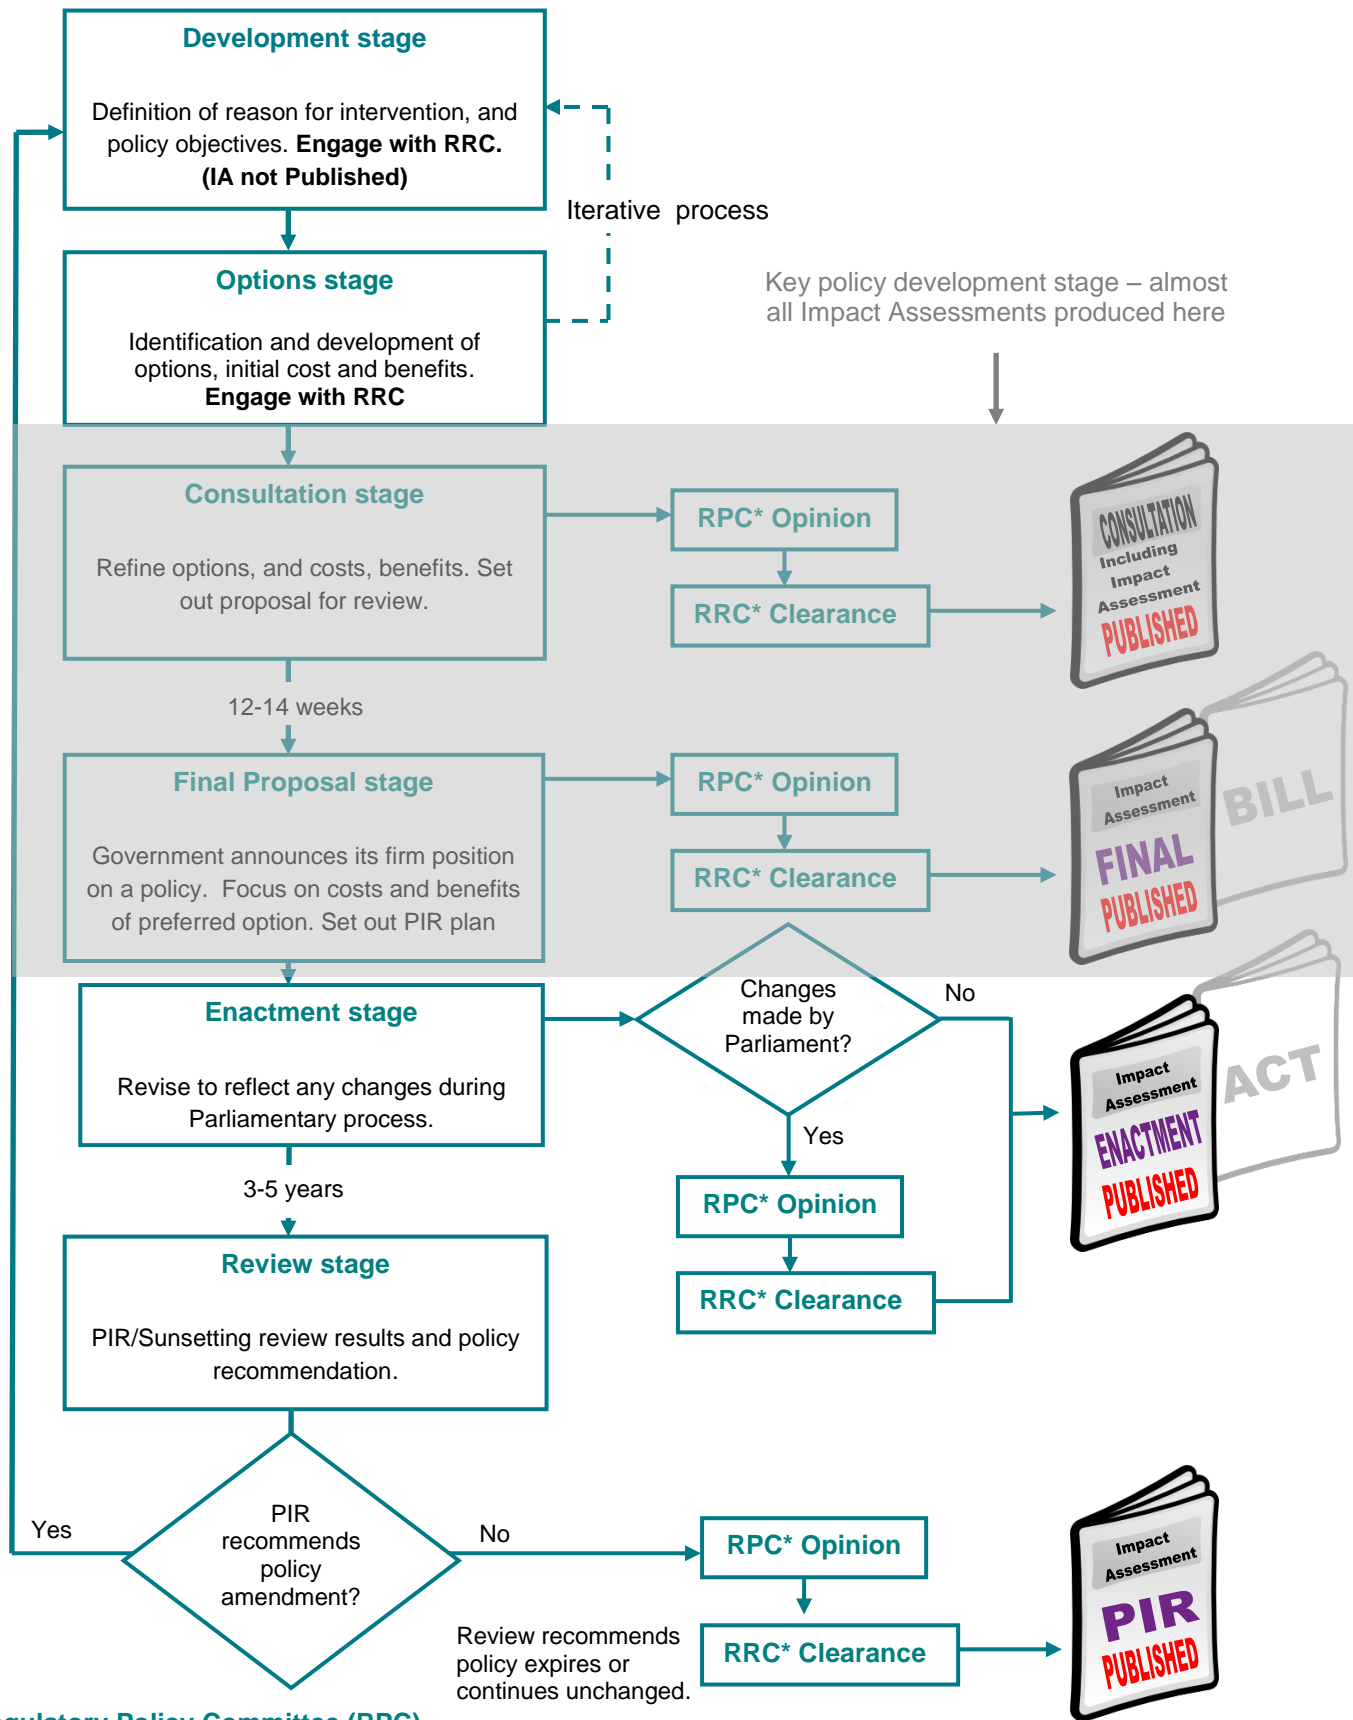 Development stage
Definition of reason for intervention, and
policy objectives. Engage with RRC.
(IA not Published)
Iterative process
Options stage
Identification and development of
options, initial cost and benefits.
Engage with RRC
Key policy development stage – almost
all Impact Assessments produced here
Consultation stage
Refine options, and costs, benefits. Set
out proposal for review.
RPC* Opinion
RRC* Clearance
CONSULTATION
Including
Impact
Assessment
PUBLISHED
12-14 weeks
Final Proposal stage
Government announces its firm position
on a policy. Focus on costs and benefits
of preferred option. Set out PIR plan
RPC* Opinion
RRC* Clearance
Impact
Assessment
FINAL
PUBLISHED
BILL
Enactment stage
Revise to reflect any changes during
Parliamentary process.
Changes
made by
Parliament?
No
Yes
RPC* Opinion
RRC* Clearance
Impact
Assessment
ENACTMENT
PUBLISHED
ACT
3-5 years
Review stage
PIR/Sunsetting review results and policy
recommendation.
PIR
recommends
policy
amendment?
Yes
No
RPC* Opinion
RRC* Clearance
Review recommends
policy expires or
continues unchanged.
Impact
Assessment
PIR
PUBLISHED
Policy Committee (RPC)